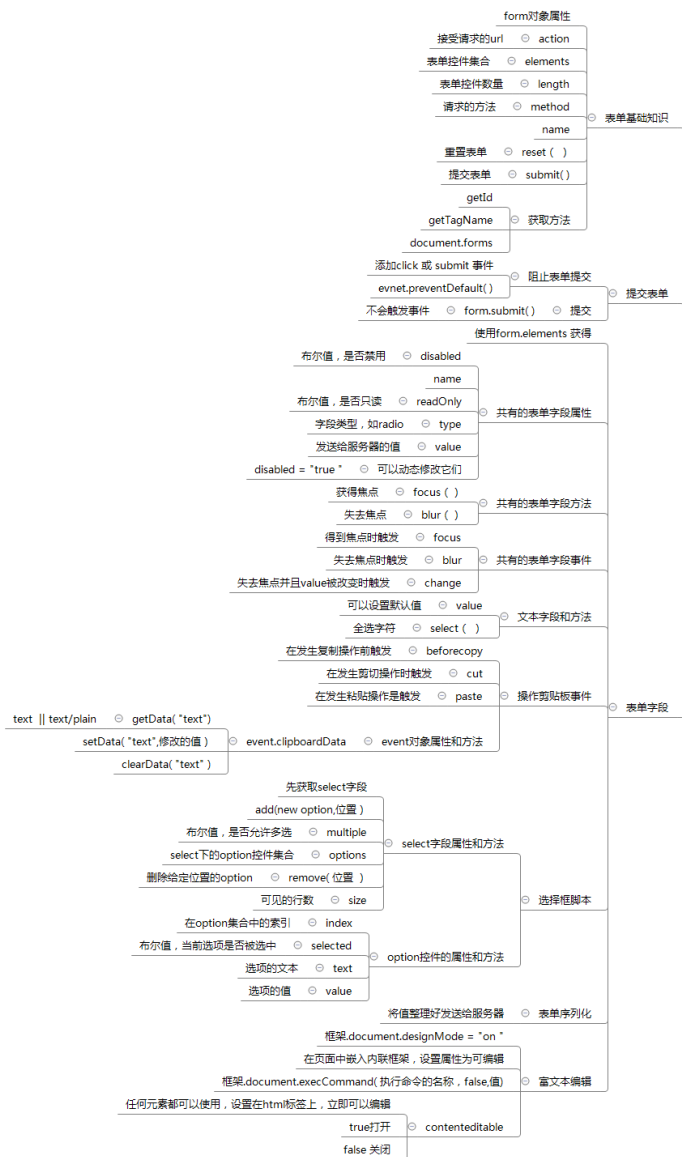 form对象属性
接受请求的url action
表单控件集合 elements
表单控件数量 length
请求的方法 method
表单基础知识
name
重置表单 reset ( )
提交表单 submit( )
getId
getTagName 获取方法
document.forms
添加click 或 submit 事件
阻止表单提交
evnet.preventDefault( )
提交表单
不会触发事件 form.submit( ) 提交
使用form.elements 获得
布尔值，是否禁用 disabled
name
布尔值，是否只读 readOnly
共有的表单字段属性
字段类型，如radio type
发送给服务器的值 value
disabled = "true " 可以动态修改它们
获得焦点 focus ( )
共有的表单字段方法
失去焦点 blur ( )
得到焦点时触发 focus
失去焦点时触发 blur 共有的表单字段事件
失去焦点并且value被改变时触发 change
可以设置默认值 value
文本字段和方法
全选字符 select ( )
在发生复制操作前触发 beforecopy
在发生剪切操作时触发 cut
在发生粘贴操作是触发 paste 操作剪贴板事件
表单字段
text || text/plain getData( "text")
setData( "text",修改的值 ) event.clipboardData event对象属性和方法
clearData( "text" )
先获取select字段
add(new option,位置 )
布尔值，是否允许多选 multiple
select字段属性和方法
select下的option控件集合 options
删除给定位置的option remove( 位置 )
可见的行数 size 选择框脚本
在option集合中的索引 index
布尔值，当前选项是否被选中 selected
option控件的属性和方法
选项的文本 text
选项的值 value
将值整理好发送给服务器 表单序列化
框架.document.designMode = "on "
在页面中嵌入内联框架，设置属性为可编辑
框架.document.execCommand( 执行命令的名称，false,值) 富文本编辑
任何元素都可以使用，设置在html标签上，立即可以编辑
true打开 contenteditable
false 关闭